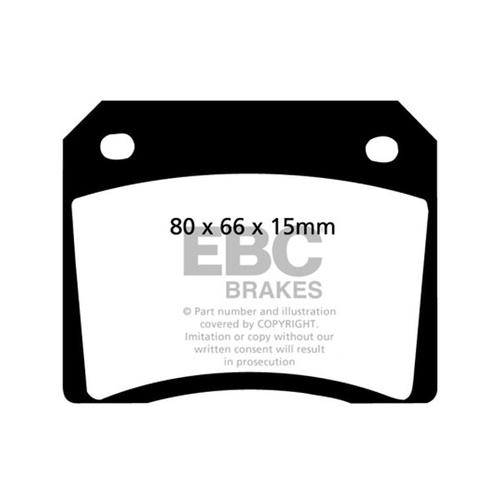 80 x 66 x 15mm
EBC
BRAKES
© Part number and illustration
covered by COPYRIGHT.
Imitation or copy without our
written consent will result
in prosecution